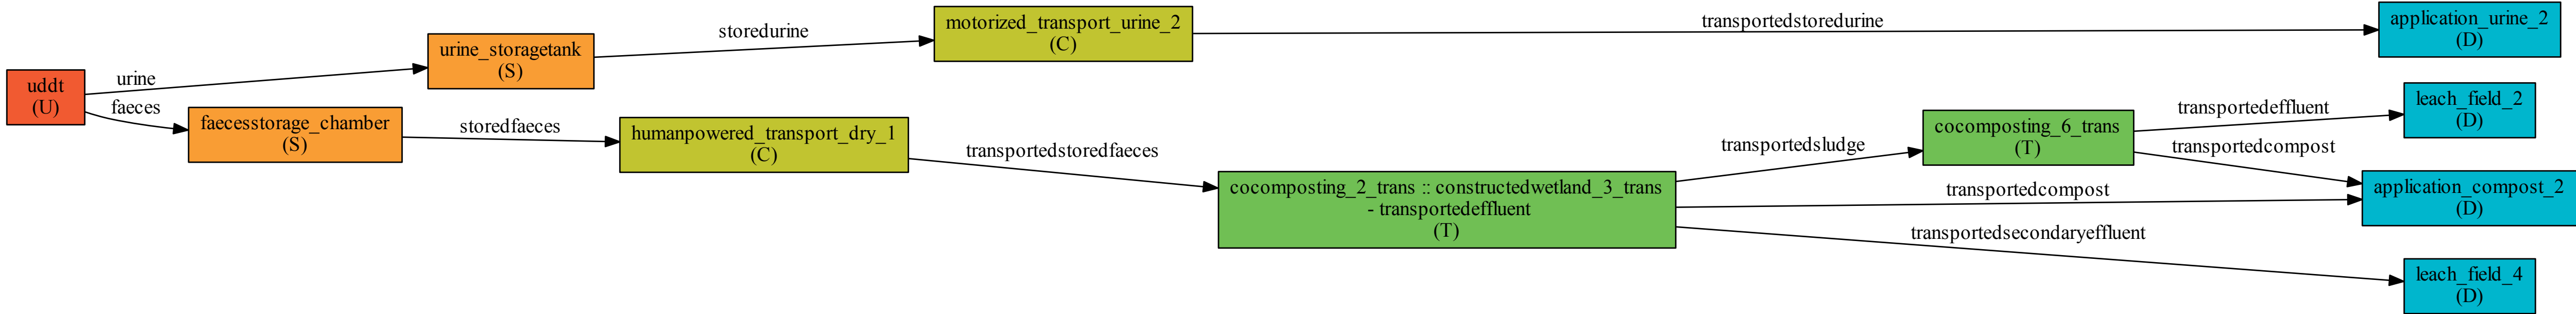 uddt
(U)
urine
faeces
urine_storagetank
(S)
faecesstorage_chamber
(S)
storedurine
storedfaeces
motorized_transport_urine_2
(C)
humanpowered_transport_dry_1
(C)
transportedstoredurine
transportedstoredfaeces
cocomposting_2_trans :: constructedwetland_3_trans
- transportedeffluent
(T)
transportedsludge
transportedcompost
transportedsecondaryeffluent
cocomposting_6_trans
(T)
transportedeffluent
transportedcompost
application_urine_2
(D)
leach_field_2
(D)
application_compost_2
(D)
leach_field_4
(D)